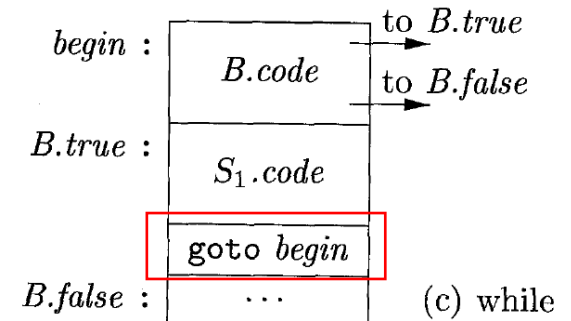 to B.true
begin :
B.code
to B.false
B.true :
S₁.code
goto begin
B.false : ... (c) while